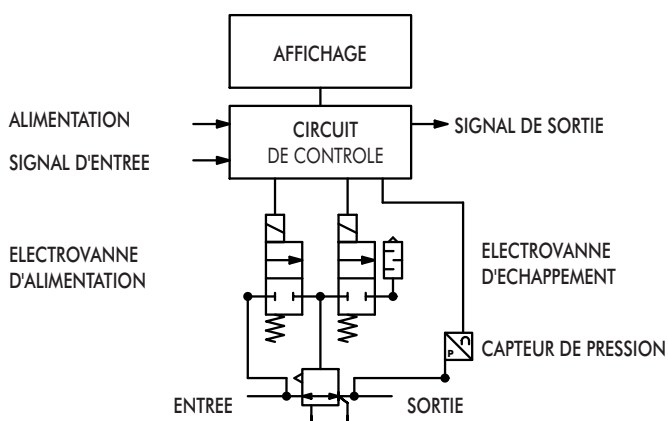 AFFICHAGE
ALIMENTATION
CIRCUIT
DE CONTROLE
SIGNAL DE SORTIE
SIGNAL D'ENTREE
ELECTROVANNE
D'ALIMENTATION
ELECTROVANNE
D'ECHAPPEMENT
P
CAPTEUR DE PRESSION
ENTREE
SORTIE